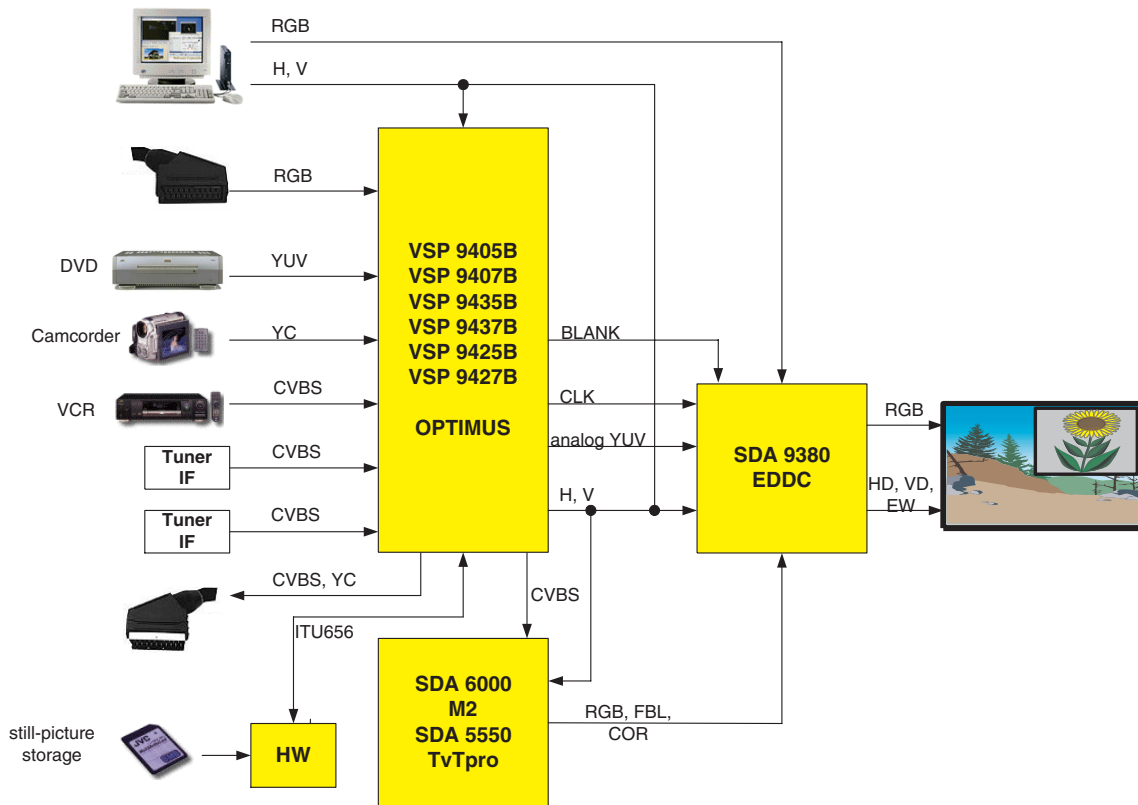 RGB
H, V
RGB
DVD
YUV
Camcorder
YC
VCR
CVBS
Tuner
IF
CVBS
Tuner
IF
CVBS
VSP 9405B
VSP 9407B
VSP 9435B
VSP 9437B
VSP 9425B
VSP 9427B
OPTIMUS
BLANK
CLK
analog YUV
H, V
SDA 9380
EDDC
RGB
HD, VD,
EW
CVBS, YC
CVBS
ITU656
SDA 6000
M2
SDA 5550
TvTpro
RGB, FBL,
COR
still-picture
storage
JVC
HW